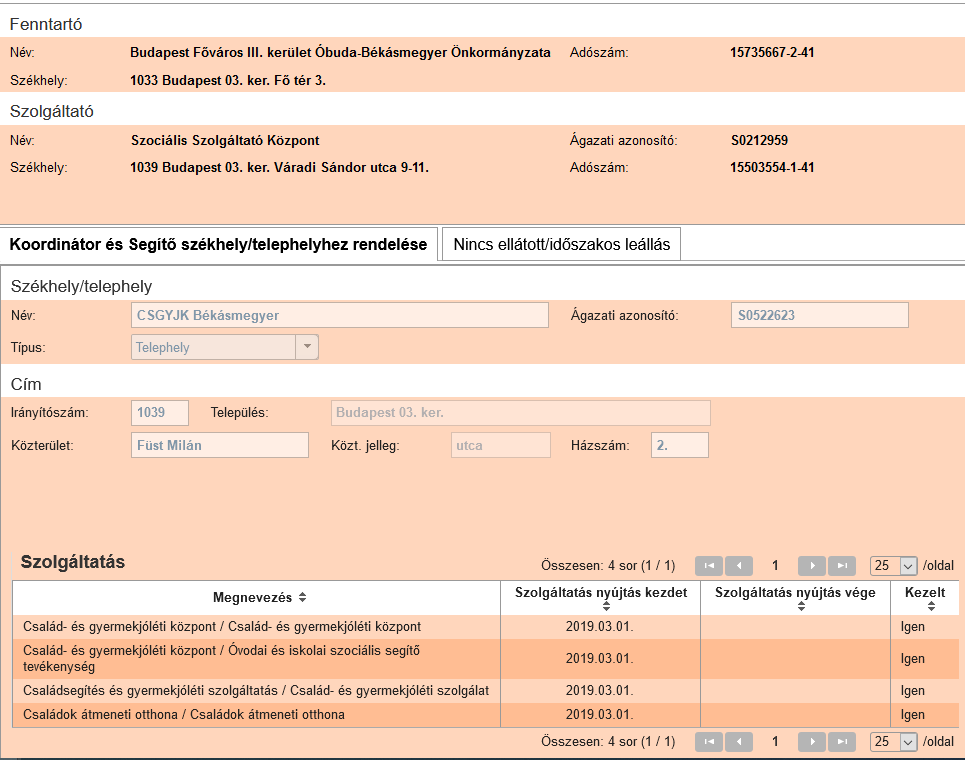 Fenntartó
Név: Budapest Főváros III. kerület Óbuda-Békásmegyer Önkormányzata Adószám: 15735667-2-41
Székhely: 1033 Budapest 03. ker. Fő tér 3.
Szolgáltató
Név: Szociális Szolgáltató Központ Ágazati azonosító: S0212959
Székhely: 1039 Budapest 03. ker. Váradi Sándor utca 9-11. Adószám: 15503554-1-41
Koordinátor és Segítő székhely/telephelyhez rendelése Nincs ellátott/időszakos leállás
Székhely/telephely
Név: CSGYJK Békásmegyer Ágazati azonosító: S0522623
Típus: Telephely
Cím
Irányítószám: 1039 Település: Budapest 03. ker.
Közterület: Füst Milán Közt. jelleg: utca Házszám: 2.
Szolgáltatás Összesen: 4 sor (1 / 1) 1 25 /oldal
Megnevezés Szolgáltatás nyújtás kezdet Szolgáltatás nyújtás vége Kezelt
Család- és gyermekjóléti központ / Család- és gyermekjóléti központ 2019.03.01. Igen
Család- és gyermekjóléti központ / Óvodai és iskolai szociális segítő
tevékenység 2019.03.01. Igen
Családsegítés és gyermekjóléti szolgáltatás / Család- és gyermekjóléti szolgálat 2019.03.01. Igen
Családok átmeneti otthona / Családok átmeneti otthona 2019.03.01. Igen
Összesen: 4 sor (1 / 1) 1 25 /oldal